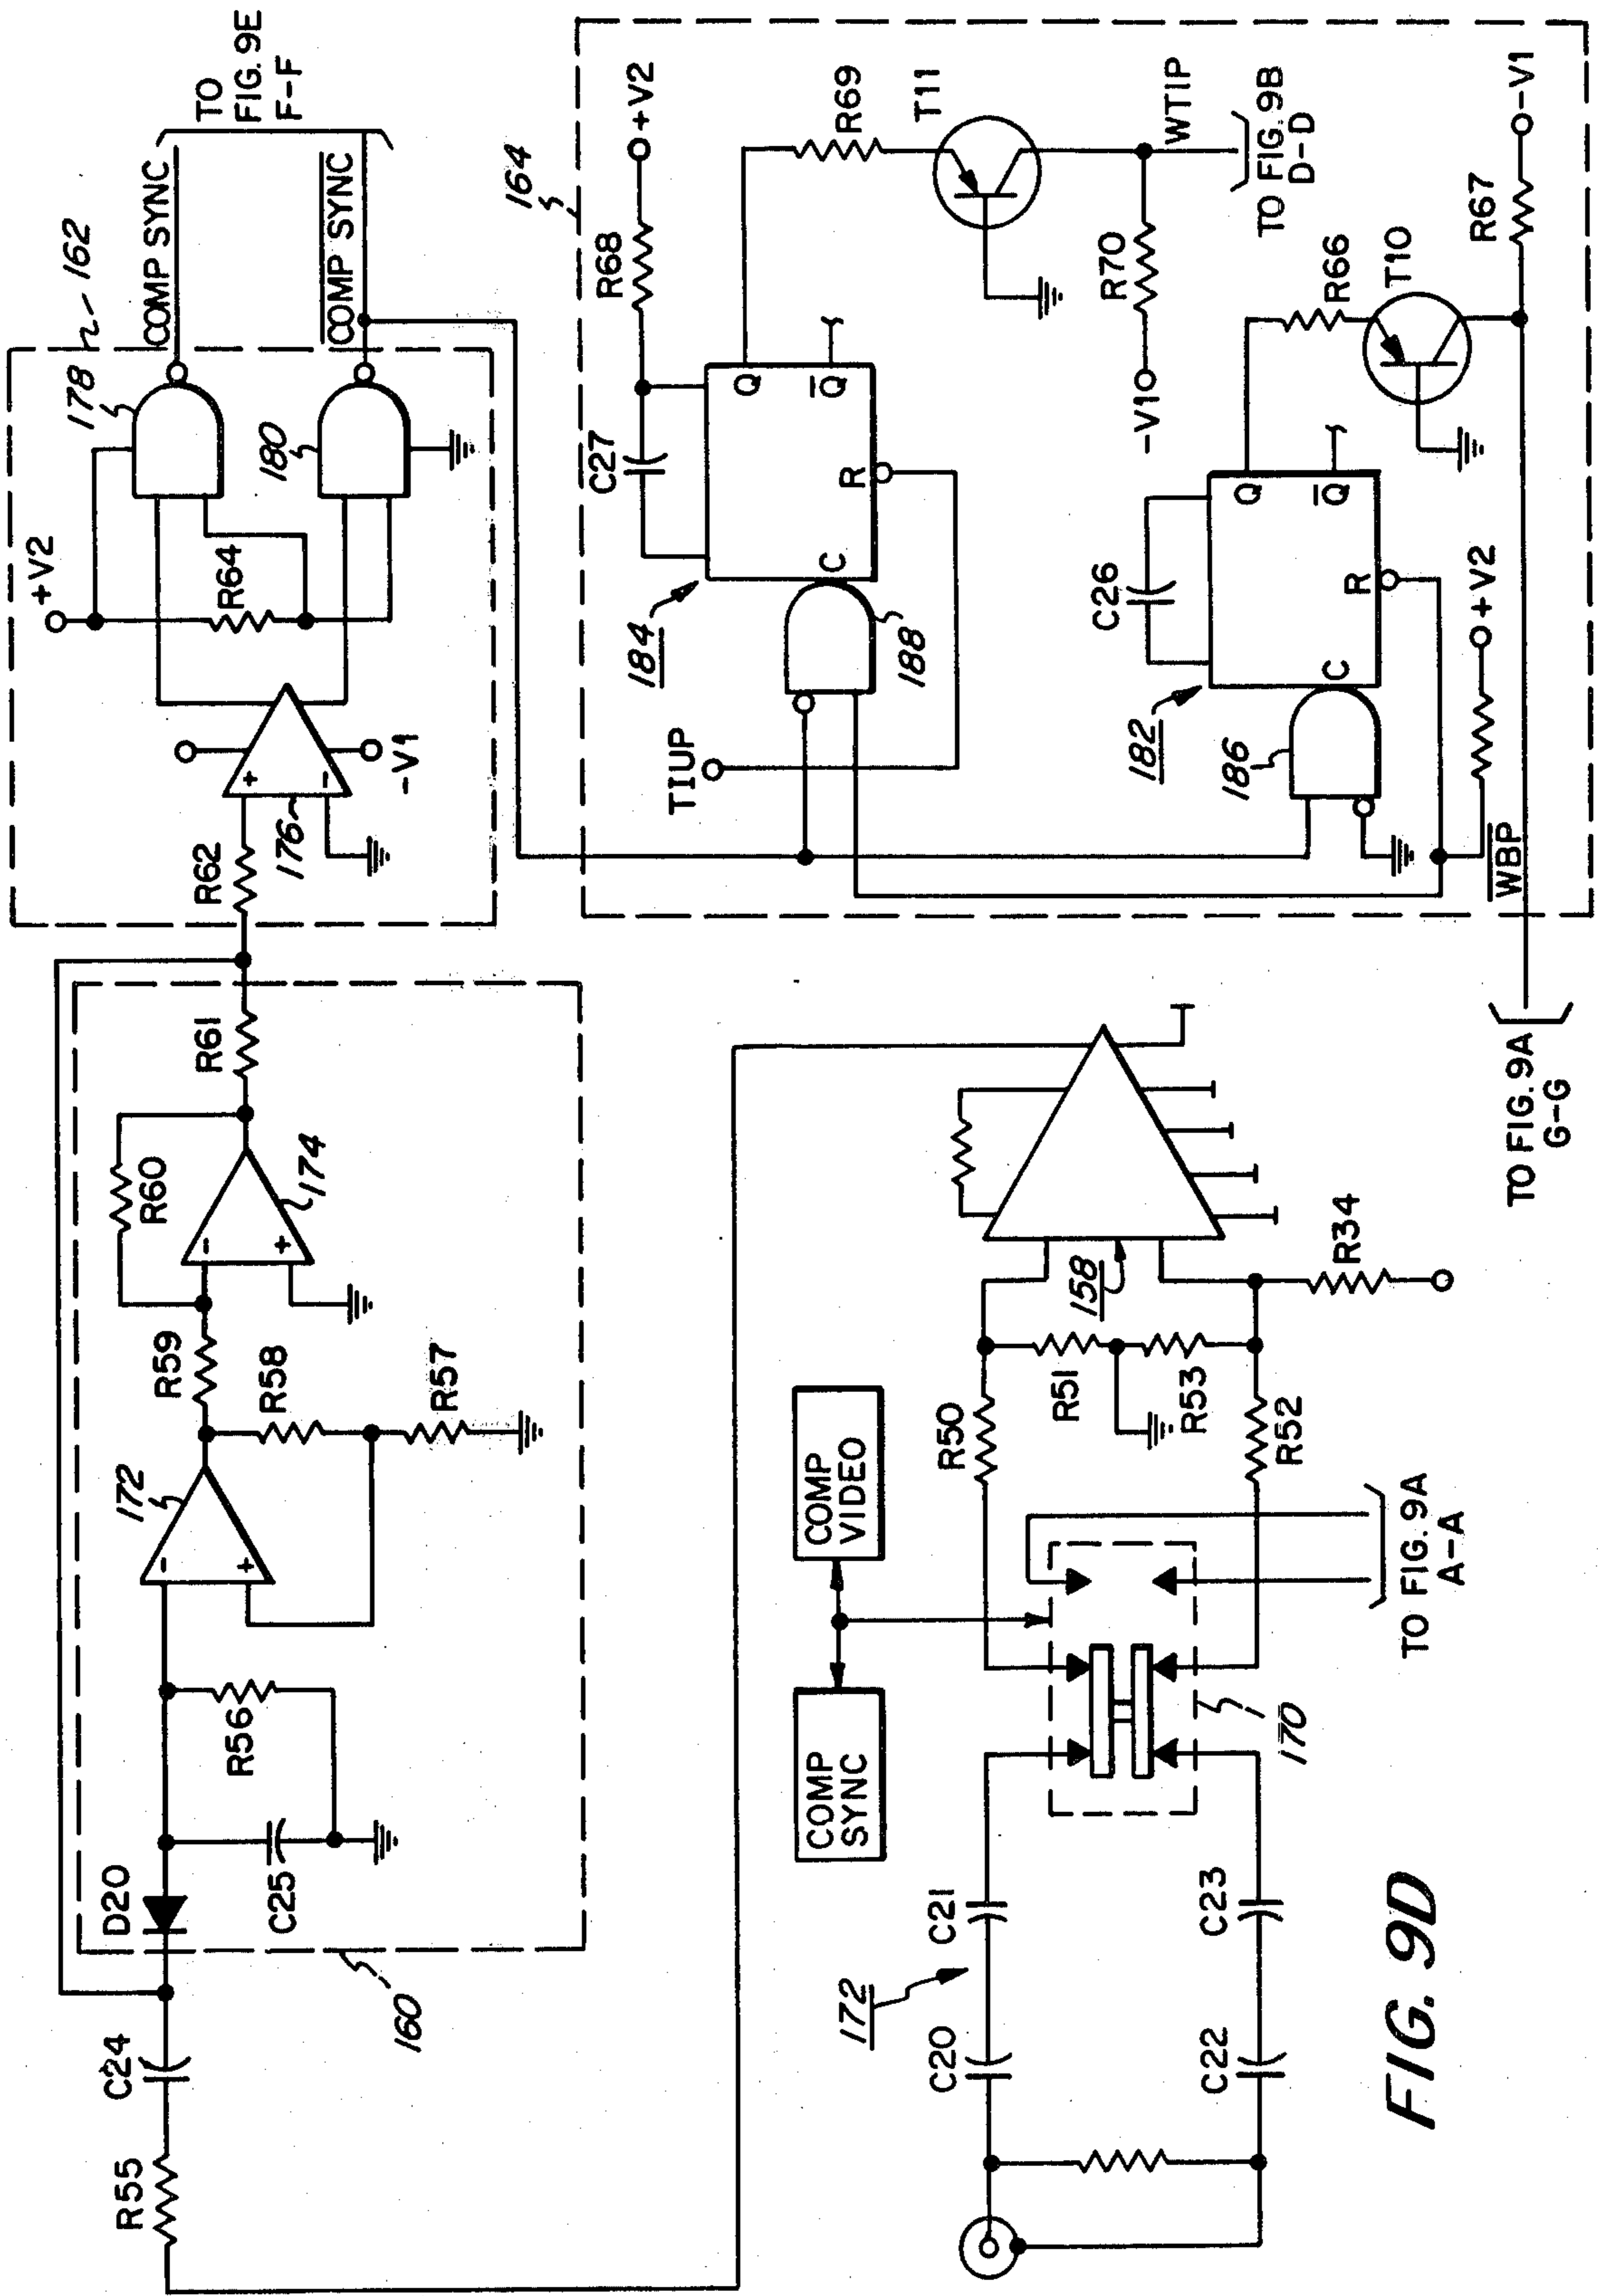 TO
FIG. 9E
F-F
COMP SYNC
COMP SYNC
162
178
180
+V2
R64
+
-
176
-V1
R62
R61
R60
174
-
+
R59
R58
R57
172
-
+
R56
C25
D20
160
C24
R55
164
+V2
R68
C27
R69
T11
WTIP
TO FIG. 9B
D-D
Q
Q
R
C
184
188
TIUP
R70
-V1
R66
T10
R67
-V1
C26
Q
Q
R
C
182
186
+V2
WBP
TO FIG. 9A
G-G
158
R34
R50
R51
R53
R52
COMP
VIDEO
COMP
SYNC
TO FIG. 9A
A-A
170
172
C21
C20
C23
C22
FIG. 9D